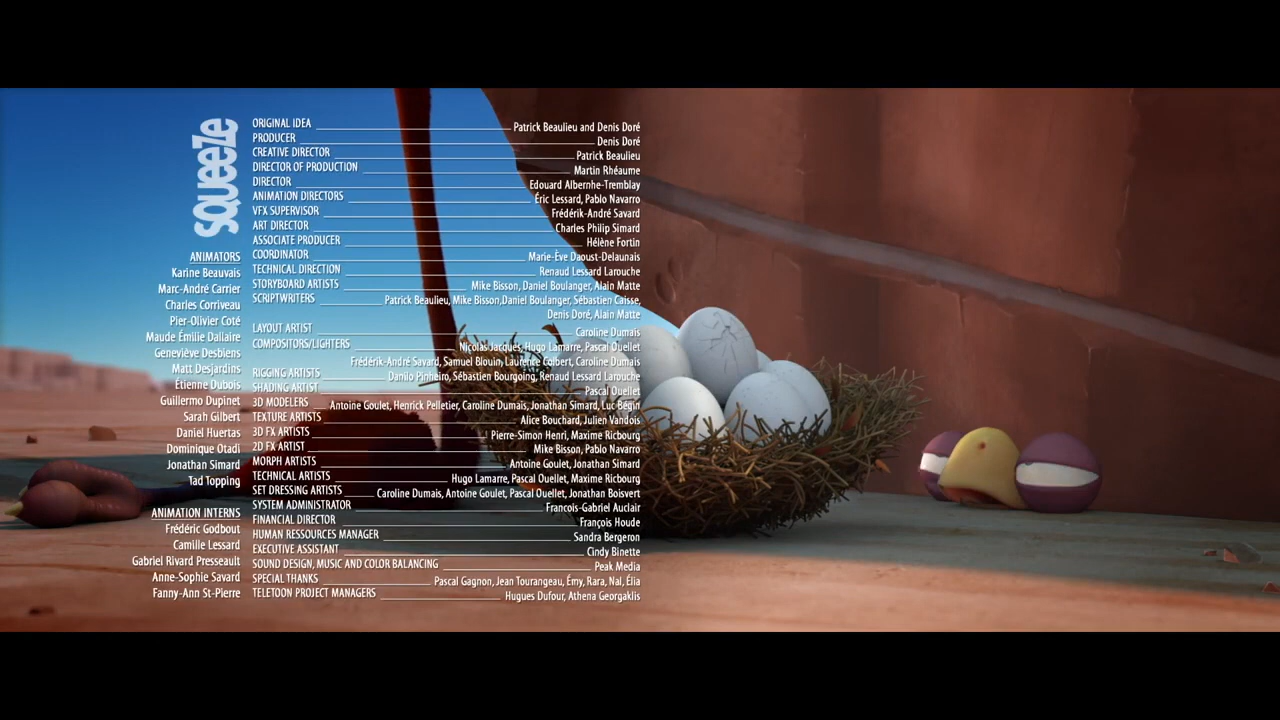 squeeze
ORIGINAL IDEA Patrick Beaulieu and Denis Doré
PRODUCER Denis Doré
CREATIVE DIRECTOR Patrick Beaulieu
DIRECTOR OF PRODUCTION Martin Rhéaume
DIRECTOR Edouard Albernhe-Tremblay
ANIMATION DIRECTORS Éric Lessard, Pablo Navarro
VFX SUPERVISOR Frédérik-André Savard
ART DIRECTOR Charles Philip Simard
ASSOCIATE PRODUCER Hélène Fortin
COORDINATOR Marie-Ève Daoust-Delaunais
TECHNICAL DIRECTION Renaud Lessard Larouche
STORYBOARD ARTISTS Mike Bisson, Daniel Boulanger, Alain Matte
SCRIPTWRITERS Patrick Beaulieu, Mike Bisson,Daniel Boulanger, Sébastien Caisse,
Denis Doré, Alain Matte
LAYOUT ARTIST Caroline Dumais
COMPOSITORS/LIGHTERS Nicolas Jacques, Hugo Lamarre, Pascal Ouellet
Frédérik-André Savard, Samuel Blouin, Laurence Colbert, Caroline Dumais
RIGGING ARTISTS Danilo Pinheiro, Sébastien Bourgoing, Renaud Lessard Larouche
SHADING ARTIST Pascal Ouellet
3D MODELERS Antoine Goulet, Henrick Pelletier, Caroline Dumais, Jonathan Simard, Luc Bégin
TEXTURE ARTISTS Alice Bouchard, Julien Vandois
3D FX ARTISTS Pierre-Simon Henri, Maxime Ricbourg
2D FX ARTIST Mike Bisson, Pablo Navarro
MORPH ARTISTS Antoine Goulet, Jonathan Simard
TECHNICAL ARTISTS Hugo Lamarre, Pascal Ouellet, Maxime Ricbourg
SET DRESSING ARTISTS Caroline Dumais, Antoine Goulet, Pascal Ouellet, Jonathan Boisvert
SYSTEM ADMINISTRATOR Francois-Gabriel Auclair
FINANCIAL DIRECTOR François Houde
HUMAN RESSOURCES MANAGER Sandra Bergeron
EXECUTIVE ASSISTANT Cindy Binette
SOUND DESIGN, MUSIC AND COLOR BALANCING Peak Media
SPECIAL THANKS Pascal Gagnon, Jean Tourangeau, Émy, Rara, Nal, Élia
TELETOON PROJECT MANAGERS Hugues Dufour, Athena Georgaklis
ANIMATORS
Karine Beauvais
Marc-André Carrier
Charles Corriveau
Pier-Olivier Coté
Maude Émilie Dallaire
Geneviève Desbiens
Matt Desjardins
Étienne Dubois
Guillermo Dupinet
Sarah Gilbert
Daniel Huertas
Dominique Otadi
Jonathan Simard
Tad Topping
ANIMATION INTERNS
Frédéric Godbout
Camille Lessard
Gabriel Rivard Presseault
Anne-Sophie Savard
Fanny-Ann St-Pierre